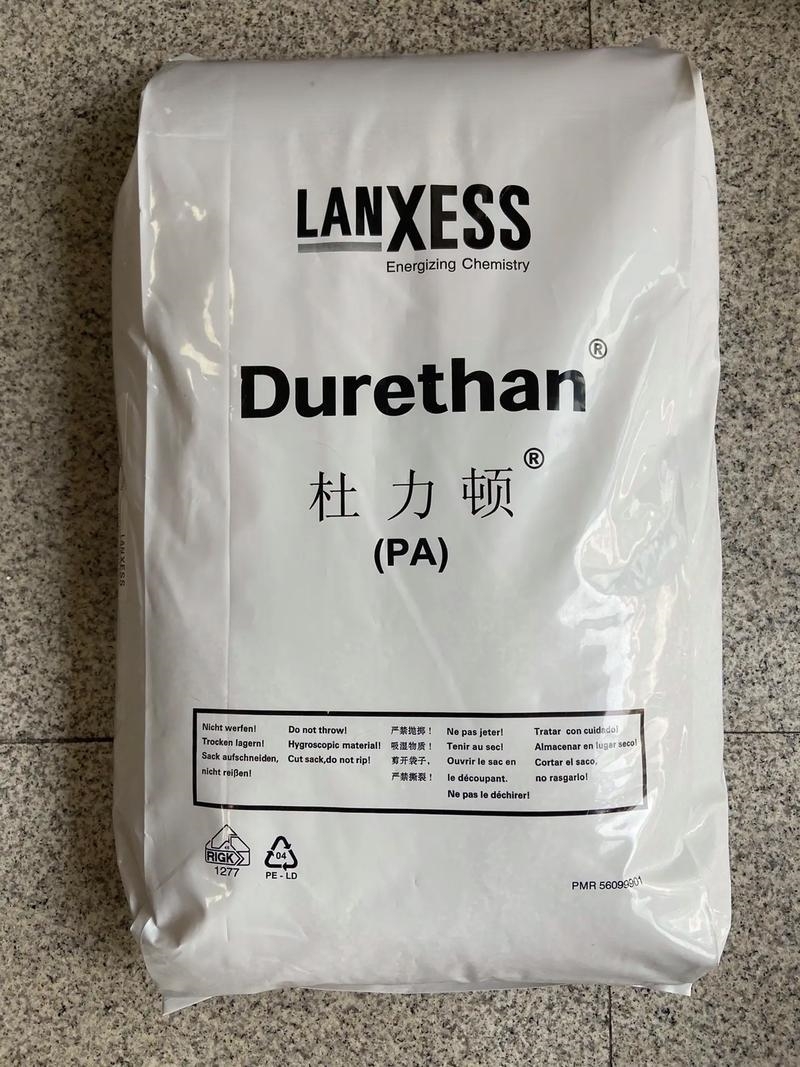 LANXESS
Energizing Chemistry
Durethan®
杜力顿®
(PA)
LANXESS
Nicht werfen!
Trocken lagern!
Sack aufschneiden,
nicht reißen!
Do not throw!
Hygroscopic material!
Cut sack,do not rip!
严禁抛掷！
吸湿物质！
剪开袋子，
严禁撕裂！
Ne pas jeter!
Tenir au sec!
Ouvrir le sac en
le découpant.
Ne pas le déchirer!
Tratar con cuidado!
Almacenar en lugar seco!
Cortar el saco,
no rasgarlo!
RIGK
1277
04
PE - LD
PMR 56099901